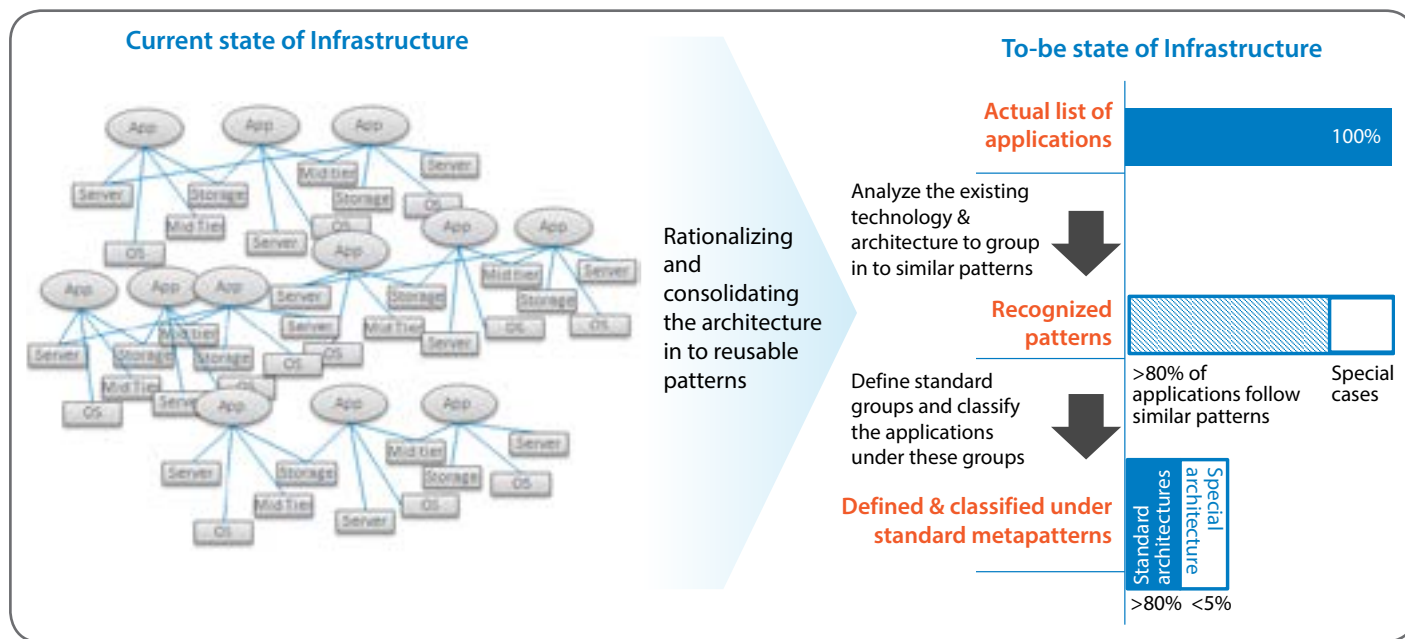 Current state of Infrastructure
App
App
App
Server
Mid tier
Server
Storage
Storage
OS
Mid Tier
OS
Server
OS
App
App
App
Mid tier
Server
Server
Storage
Storage
App
App
App
Mid tier
Server
Mid Tier
OS
OS
Server
Server
Storage
Storage
OS
OS
Mid Tier
OS
Server
OS
App
App
App
Server
Mid tier
Server
Storage
Storage
OS
Mid Tier
OS
OS
Server
Rationalizing
and
consolidating
the architecture
in to reusable
patterns
To-be state of Infrastructure
Actual list of
applications
100%
Analyze the existing
technology &
architecture to group
in to similar patterns
Recognized
patterns
>80% of
applications follow
similar patterns
Special
cases
Define standard
groups and classify
the applications
under these groups
Defined & classified under
standard metapatterns
Standard
architectures
Special
architecture
>80%
<5%